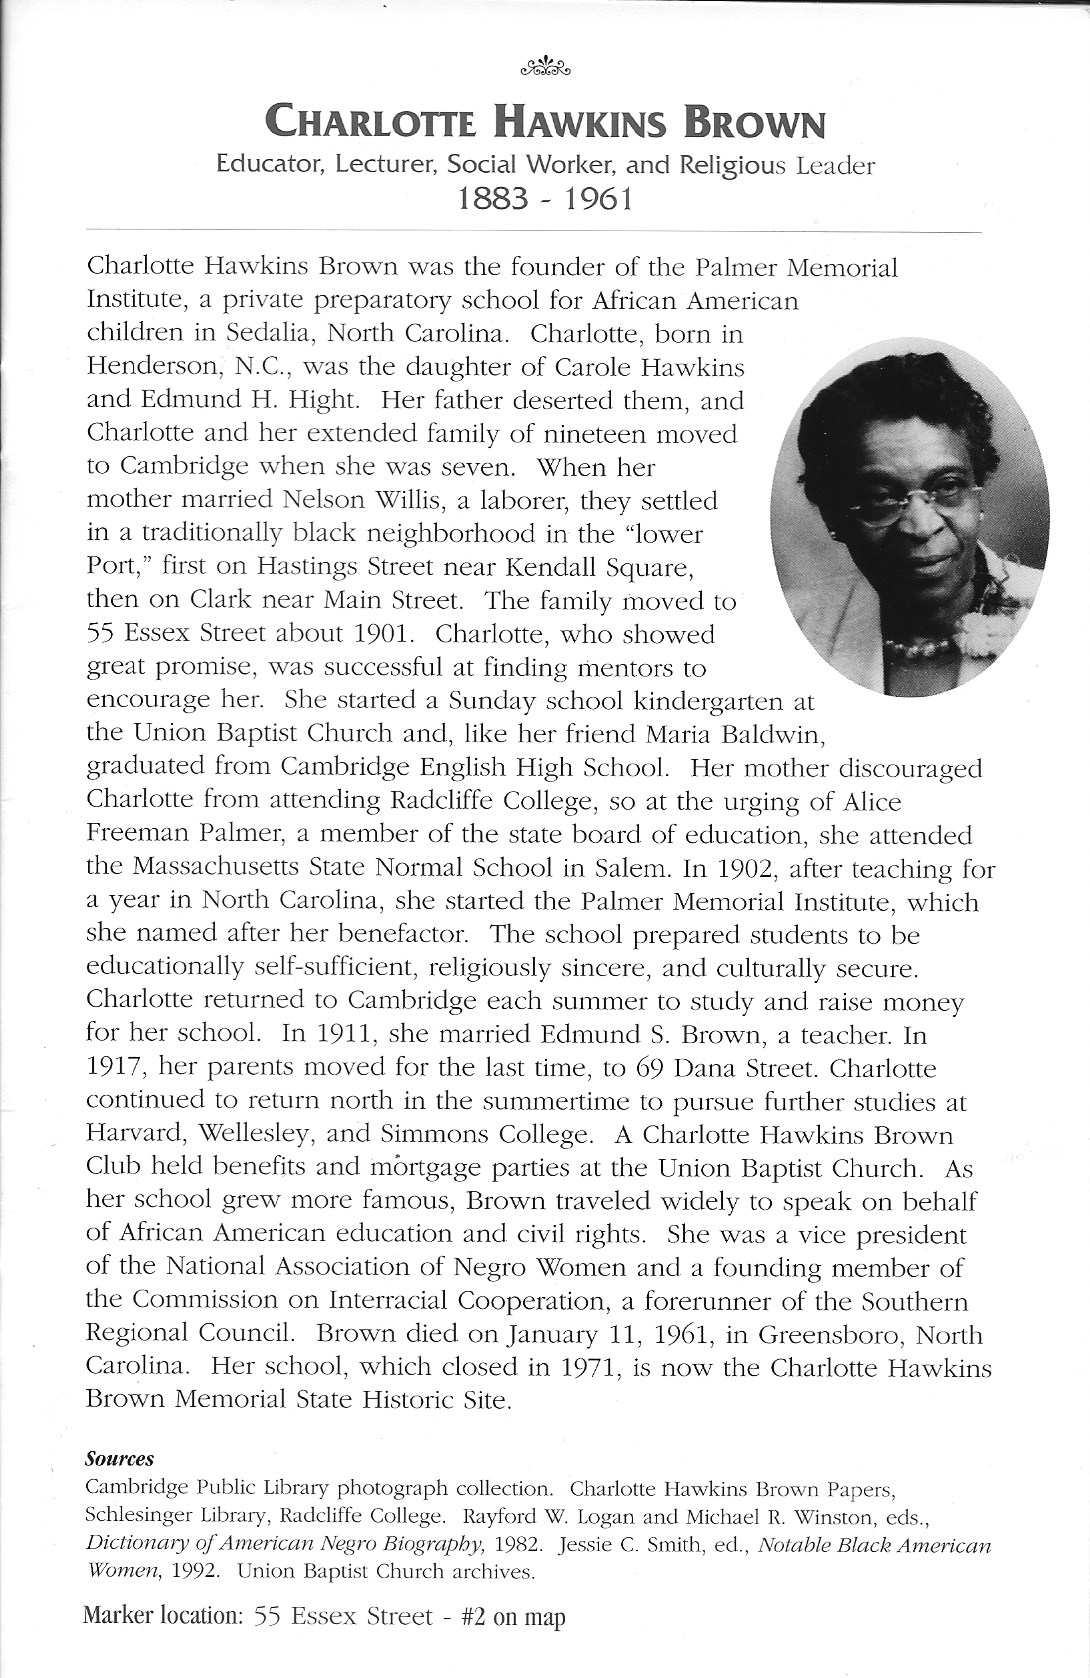 CHARLOTTE HAWKINS BROWN
Educator, Lecturer, Social Worker, and Religious Leader
1883 - 1961
Charlotte Hawkins Brown was the founder of the Palmer Memorial
Institute, a private preparatory school for African American
children in Sedalia, North Carolina. Charlotte, born in
Henderson, N.C., was the daughter of Carole Hawkins
and Edmund H. Hight. Her father deserted them, and
Charlotte and her extended family of nineteen moved
to Cambridge when she was seven. When her
mother married Nelson Willis, a laborer, they settled
in a traditionally black neighborhood in the “lower
Port,” first on Hastings Street near Kendall Square,
then on Clark near Main Street. The family moved to
55 Essex Street about 1901. Charlotte, who showed
great promise, was successful at finding mentors to
encourage her. She started a Sunday school kindergarten at
the Union Baptist Church and, like her friend Maria Baldwin,
graduated from Cambridge English High School. Her mother discouraged
Charlotte from attending Radcliffe College, so at the urging of Alice
Freeman Palmer, a member of the state board of education, she attended
the Massachusetts State Normal School in Salem. In 1902, after teaching for
a year in North Carolina, she started the Palmer Memorial Institute, which
she named after her benefactor. The school prepared students to be
educationally self-sufficient, religiously sincere, and culturally secure.
Charlotte returned to Cambridge each summer to study and raise money
for her school. In 1911, she married Edmund S. Brown, a teacher. In
1917, her parents moved for the last time, to 69 Dana Street. Charlotte
continued to return north in the summertime to pursue further studies at
Harvard, Wellesley, and Simmons College. A Charlotte Hawkins Brown
Club held benefits and mortgage parties at the Union Baptist Church. As
her school grew more famous, Brown traveled widely to speak on behalf
of African American education and civil rights. She was a vice president
of the National Association of Negro Women and a founding member of
the Commission on Interracial Cooperation, a forerunner of the Southern
Regional Council. Brown died on January 11, 1961, in Greensboro, North
Carolina. Her school, which closed in 1971, is now the Charlotte Hawkins
Brown Memorial State Historic Site.
Sources
Cambridge Public Library photograph collection. Charlotte Hawkins Brown Papers,
Schlesinger Library, Radcliffe College. Rayford W. Logan and Michael R. Winston, eds.,
Dictionary of American Negro Biography, 1982. Jessie C. Smith, ed., Notable Black American
Women, 1992. Union Baptist Church archives.
Marker location: 55 Essex Street - #2 on map